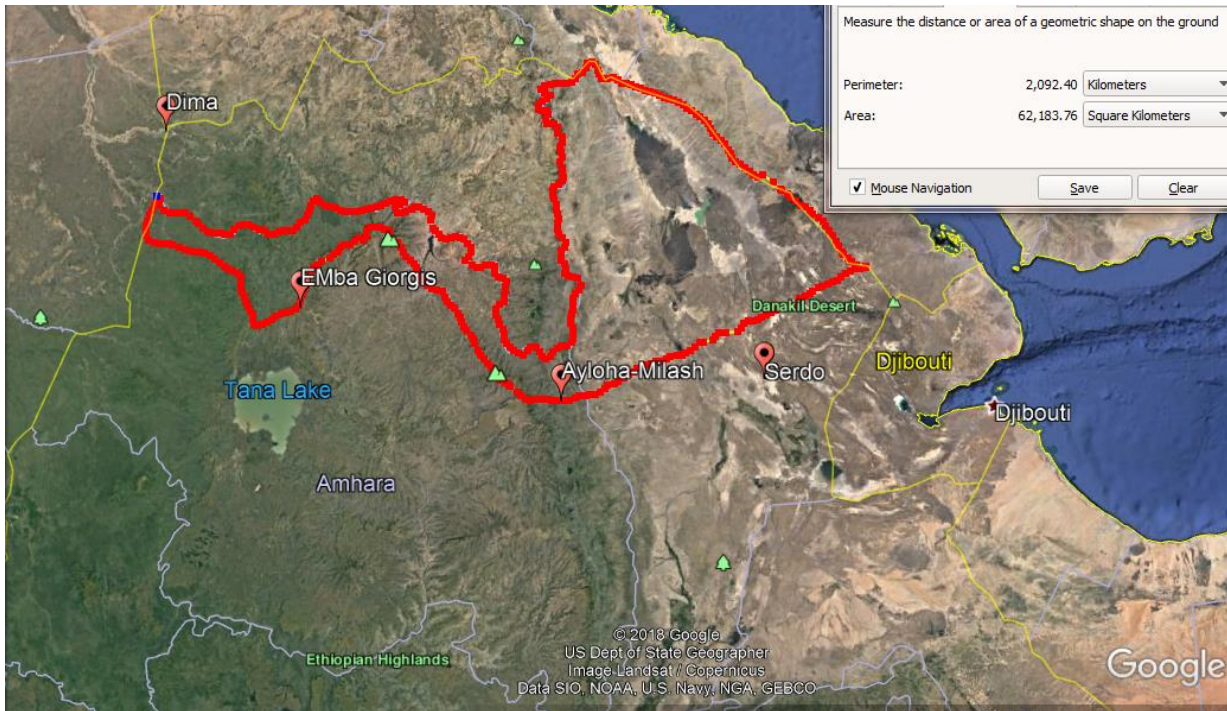 Measure the distance or area of a geometric shape on the ground
Perimeter:
2,092.40
Kilometers
Area:
62,183.76
Square Kilometers
Mouse Navigation
Save
Clear
Dima
EMba Giorgis
Danakil Desert
Ayloha-Milash
Serdo
Djibouti
Tana Lake
Djibouti
Amhara
Ethiopian Highlands
© 2018 Google
US Dept of State Geographer
Image Landsat / Copernicus
Data SIO, NOAA, U.S. Navy, NGA, GEBCO
Google